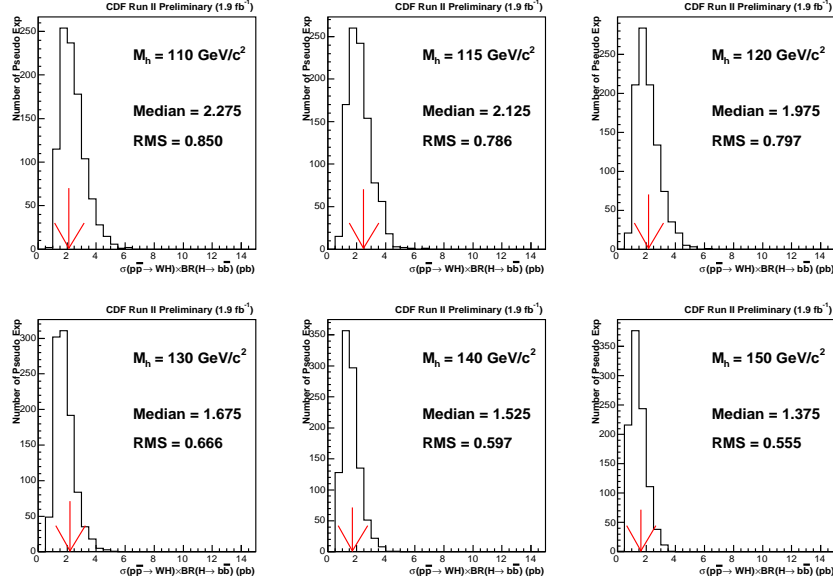 CDF Run II Preliminary (1.9 fb⁻¹)
Number of Pseudo Exp
M_h = 110 GeV/c²
Median = 2.275
RMS = 0.850
250
200
150
100
50
0
0 2 4 6 8 10 12 14
σ(pp̅ → WH)×BR(H→ bb̅) (pb)
CDF Run II Preliminary (1.9 fb⁻¹)
Number of Pseudo Exp
M_h = 115 GeV/c²
Median = 2.125
RMS = 0.786
250
200
150
100
50
0
0 2 4 6 8 10 12 14
σ(pp̅ → WH)×BR(H→ bb̅) (pb)
CDF Run II Preliminary (1.9 fb⁻¹)
Number of Pseudo Exp
M_h = 120 GeV/c²
Median = 1.975
RMS = 0.797
250
200
150
100
50
0
0 2 4 6 8 10 12 14
σ(pp̅ → WH)×BR(H→ bb̅) (pb)
CDF Run II Preliminary (1.9 fb⁻¹)
Number of Pseudo Exp
M_h = 130 GeV/c²
Median = 1.675
RMS = 0.666
300
250
200
150
100
50
0
0 2 4 6 8 10 12 14
σ(pp̅ → WH)×BR(H→ bb̅) (pb)
CDF Run II Preliminary (1.9 fb⁻¹)
Number of Pseudo Exp
M_h = 140 GeV/c²
Median = 1.525
RMS = 0.597
350
300
250
200
150
100
50
0
0 2 4 6 8 10 12 14
σ(pp̅ → WH)×BR(H→ bb̅) (pb)
CDF Run II Preliminary (1.9 fb⁻¹)
Number of Pseudo Exp
M_h = 150 GeV/c²
Median = 1.375
RMS = 0.555
350
300
250
200
150
100
50
0
0 2 4 6 8 10 12 14
σ(pp̅ → WH)×BR(H→ bb̅) (pb)